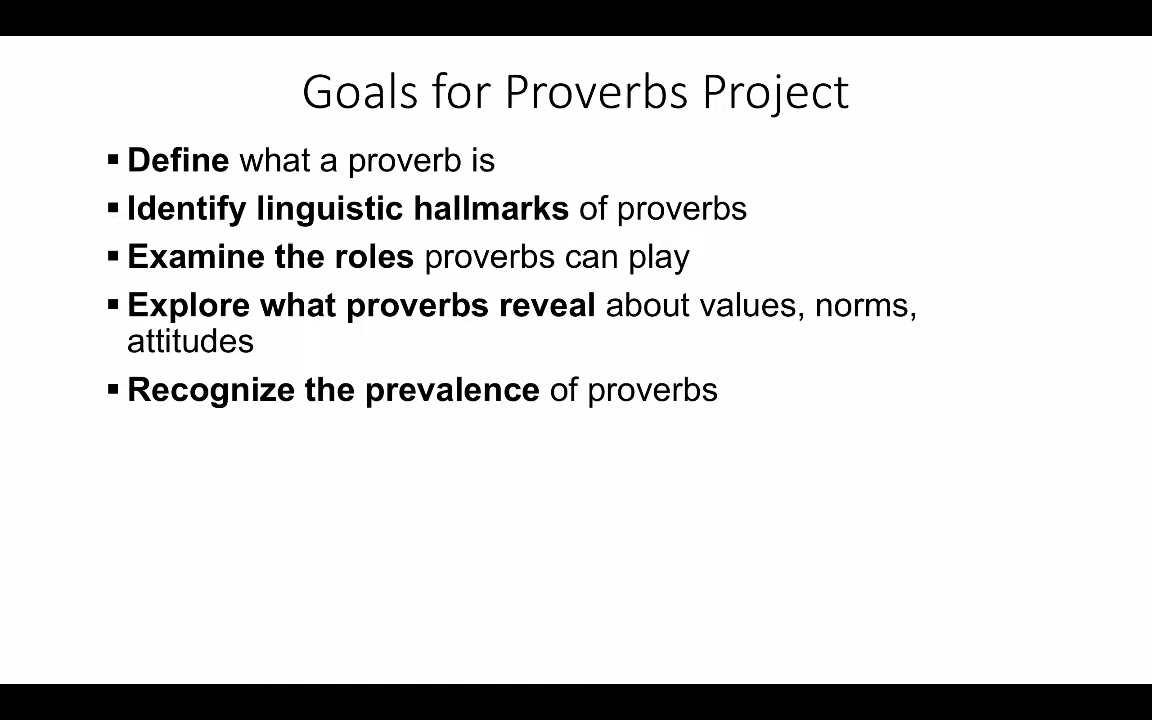 Goals for Proverbs Project
▪ Define what a proverb is
▪ Identify linguistic hallmarks of proverbs
▪ Examine the roles proverbs can play
▪ Explore what proverbs reveal about values, norms,
attitudes
▪ Recognize the prevalence of proverbs